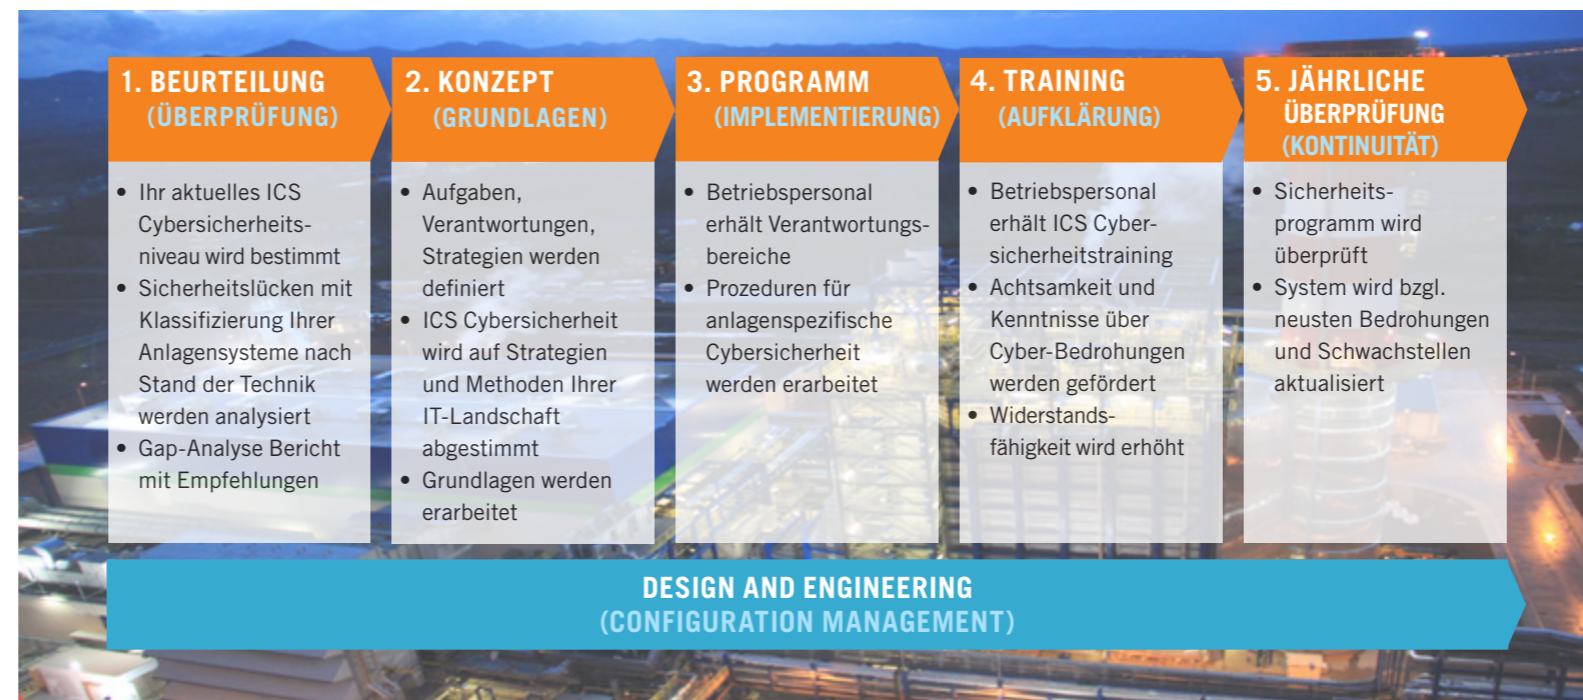 1. BEURTEILUNG
(ÜBERPRÜFUNG)
• Ihr aktuelles ICS
Cybersicherheits-
niveau wird bestimmt
• Sicherheitslücken mit
Klassifizierung Ihrer
Anlagensysteme nach
Stand der Technik
werden analysiert
• Gap-Analyse Bericht
mit Empfehlungen
2. KONZEPT
(GRUNDLAGEN)
• Aufgaben,
Verantwortungen,
Strategien werden
definiert
• ICS Cybersicherheit
wird auf Strategien
und Methoden Ihrer
IT-Landschaft
abgestimmt
• Grundlagen werden
erarbeitet
3. PROGRAMM
(IMPLEMENTIERUNG)
• Betriebspersonal
erhält Verantwortungs-
bereiche
• Prozeduren für
anlagenspezifische
Cybersicherheit
werden erarbeitet
4. TRAINING
(AUFKLÄRUNG)
• Betriebspersonal
erhält ICS Cyber-
sicherheitstraining
• Achtsamkeit und
Kenntnisse über
Cyber-Bedrohungen
werden gefördert
• Widerstands-
fähigkeit wird erhöht
5. JÄHRLICHE
ÜBERPRÜFUNG
(KONTINUITÄT)
• Sicherheits-
programm wird
überprüft
• System wird bzgl.
neusten Bedrohungen
und Schwachstellen
aktualisiert
DESIGN AND ENGINEERING
(CONFIGURATION MANAGEMENT)